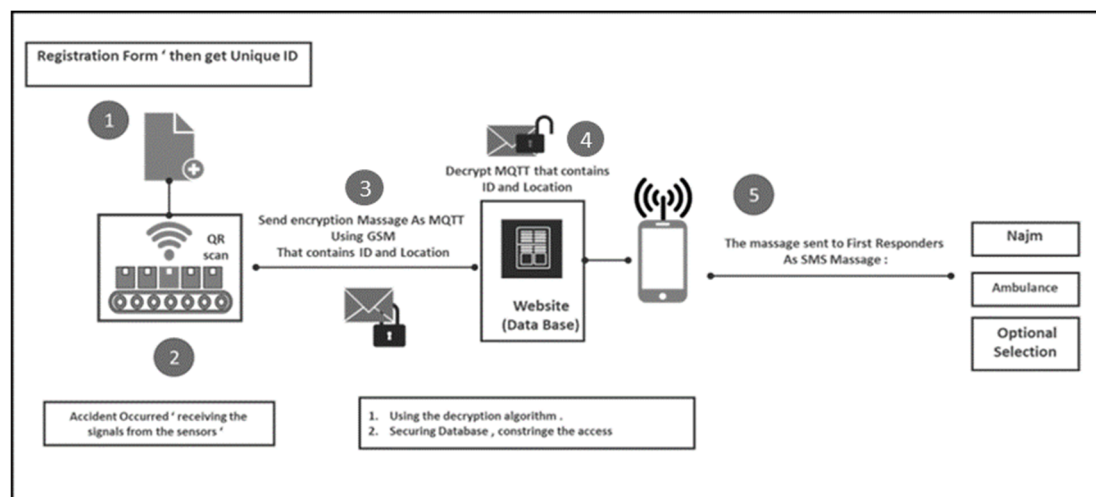 Registration Form ‘ then get Unique ID
1
QR
scan
2
Accident Occurred ‘ receiving the
signals from the sensors ‘
3
Send encryption Massage As MQTT
Using GSM
That contains ID and Location
4
Decrypt MQTT that contains
ID and Location
Website
(Data Base)
1. Using the decryption algorithm .
2. Securing Database , constringe the access
5
The massage sent to First Responders
As SMS Massage :
Najm
Ambulance
Optional
Selection